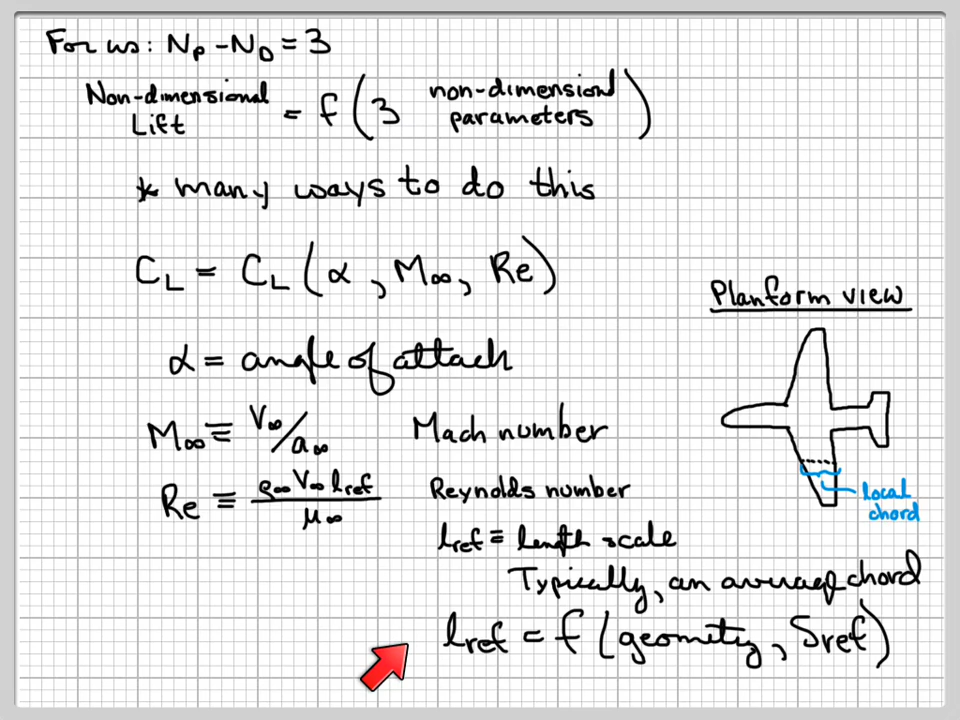 For us: Np - ND = 3
Non-dimensional
Lift
= f ( 3 non-dimensional
parameters )
* many ways to do this
CL = CL ( α , M∞ , Re )
Planform view
α = angle of attach
M∞ ≡ V∞/a∞ Mach number
Re ≡ ρ∞ V∞ lref / μ∞ Reynolds number
local
chord
lref ≡ length scale
Typically, an average chord
lref = f ( geometry, Sref )